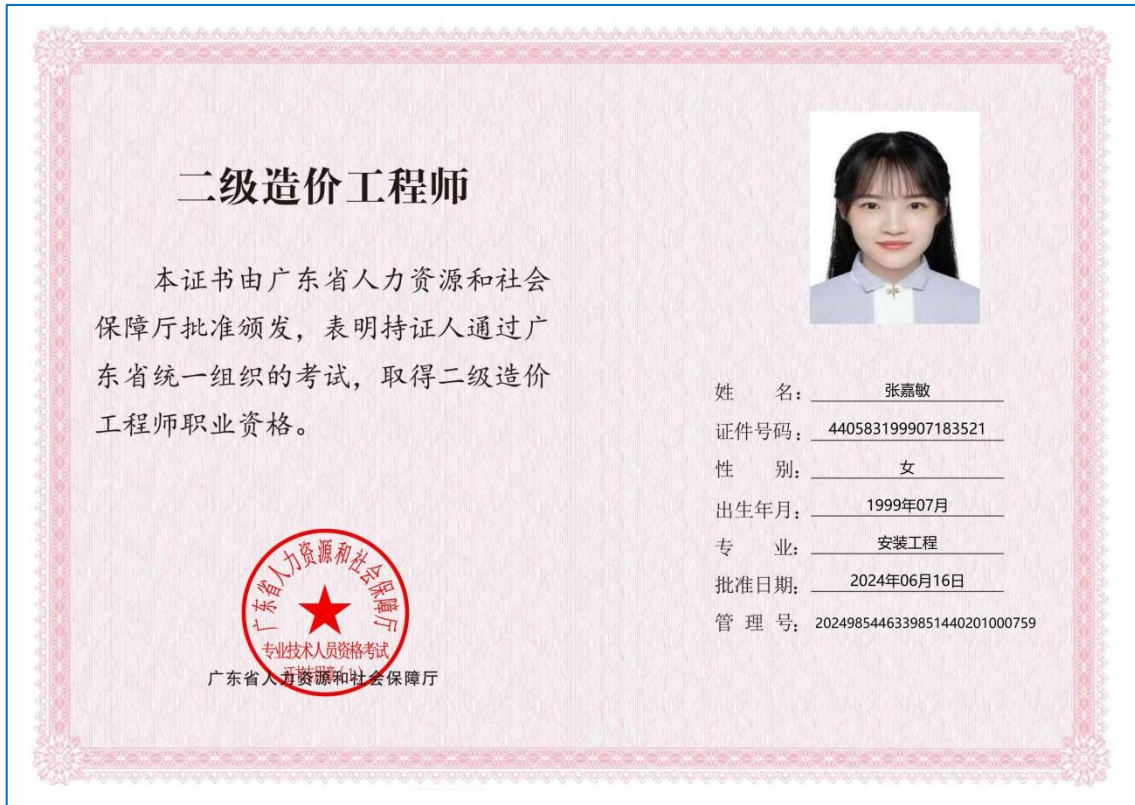 二级造价工程师
本证书由广东省人力资源和社会
保障厅批准颁发，表明持证人通过广
东省统一组织的考试，取得二级造价
工程师职业资格。
广东省人力资源和社会保障厅
专业技术人员资格考试
证书专用章(1)
广东省人力资源和社会保障厅
姓 名：张嘉敏
证件号码：440583199907183521
性 别：女
出生年月：1999年07月
专 业：安装工程
批准日期：2024年06月16日
管 理 号：2024985446339851440201000759